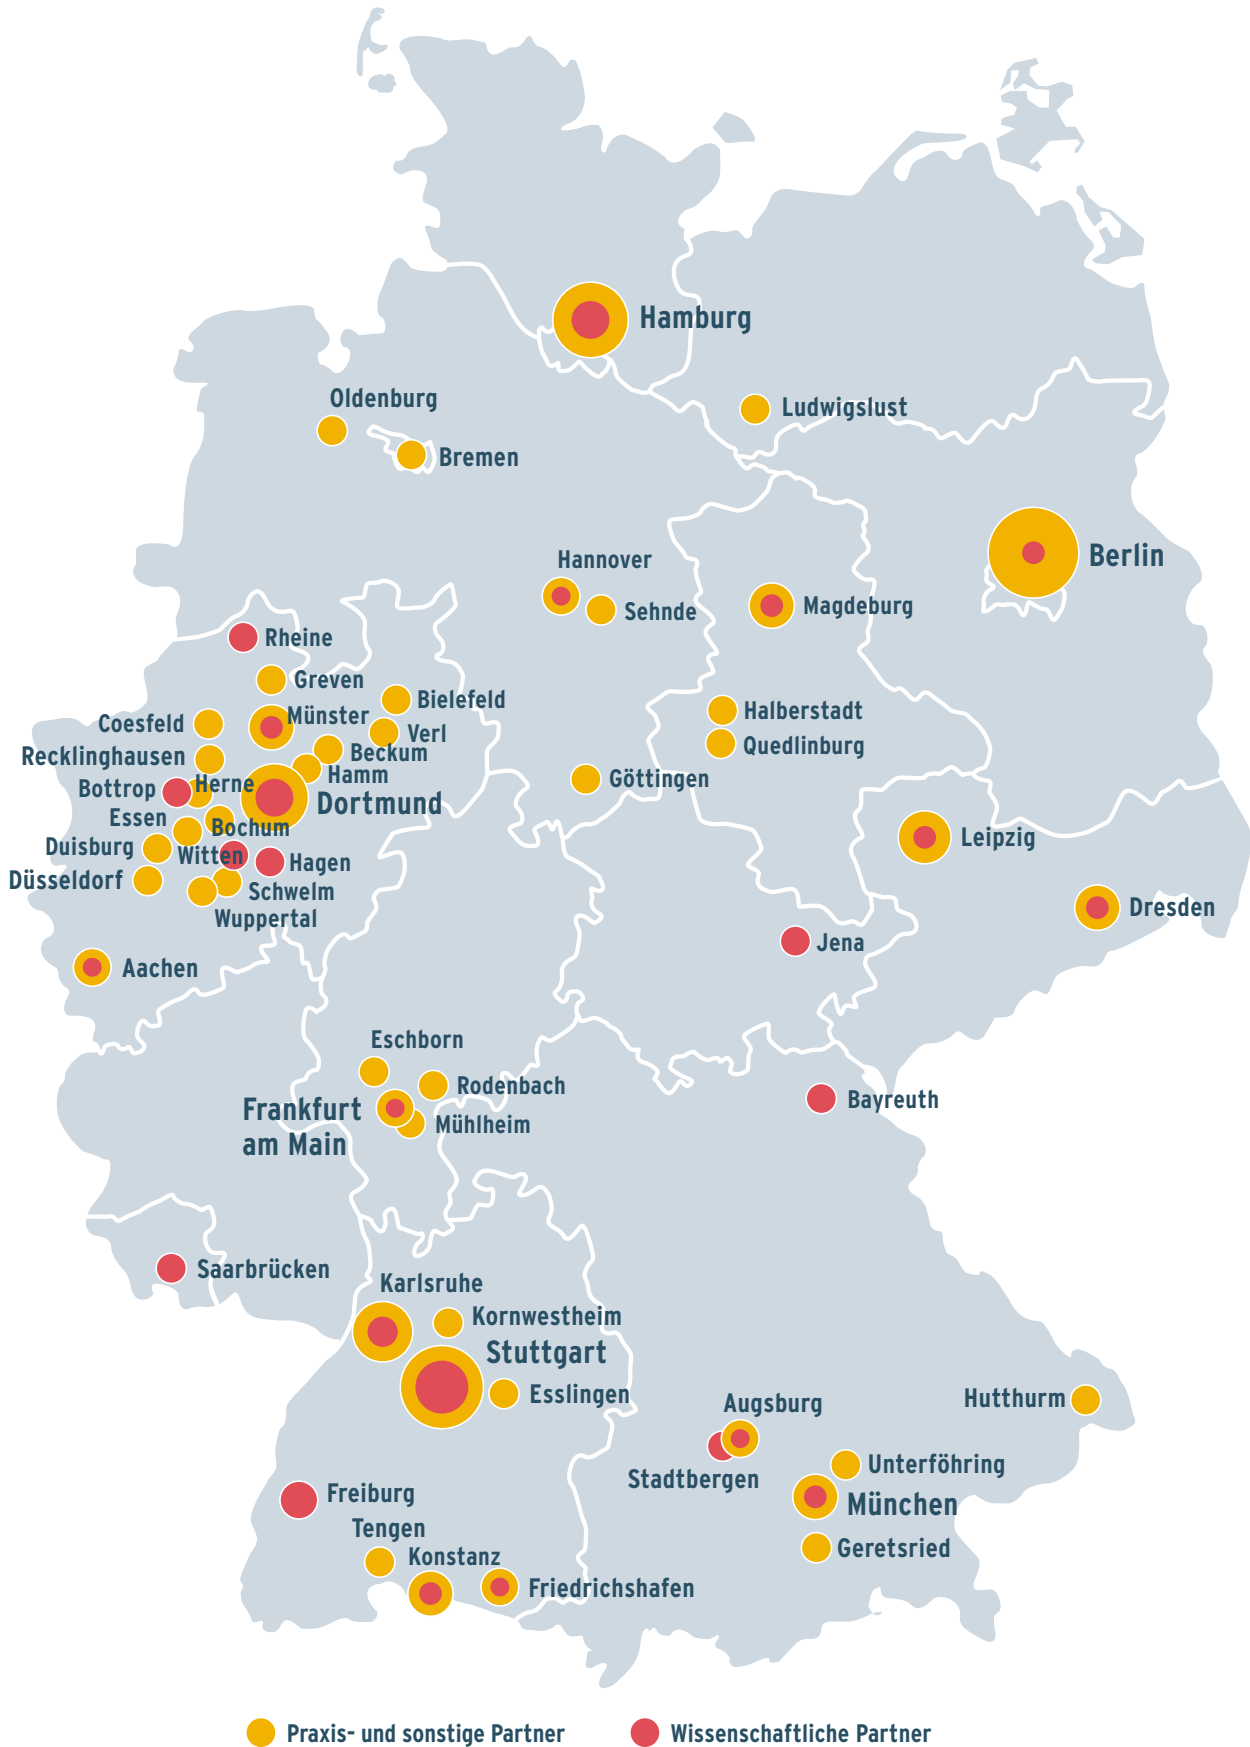 Hamburg
Oldenburg
Ludwigslust
Bremen
Berlin
Hannover
Sehnde
Magdeburg
Rheine
Greven
Bielefeld
Halberstadt
Münster
Coesfeld
Verl
Quedlinburg
Recklinghausen
Beckum
Hamm
Göttingen
Bottrop
Herne
Dortmund
Essen
Bochum
Leipzig
Duisburg
Witten
Hagen
Düsseldorf
Schwelm
Wuppertal
Dresden
Jena
Aachen
Eschborn
Rodenbach
Bayreuth
Frankfurt
am Main
Mühlheim
Saarbrücken
Karlsruhe
Kornwestheim
Stuttgart
Esslingen
Hutthurm
Augsburg
Unterföhring
Stadtbergen
Freiburg
München
Tengen
Geretsried
Konstanz
Friedrichshafen
Praxis- und sonstige Partner
Wissenschaftliche Partner